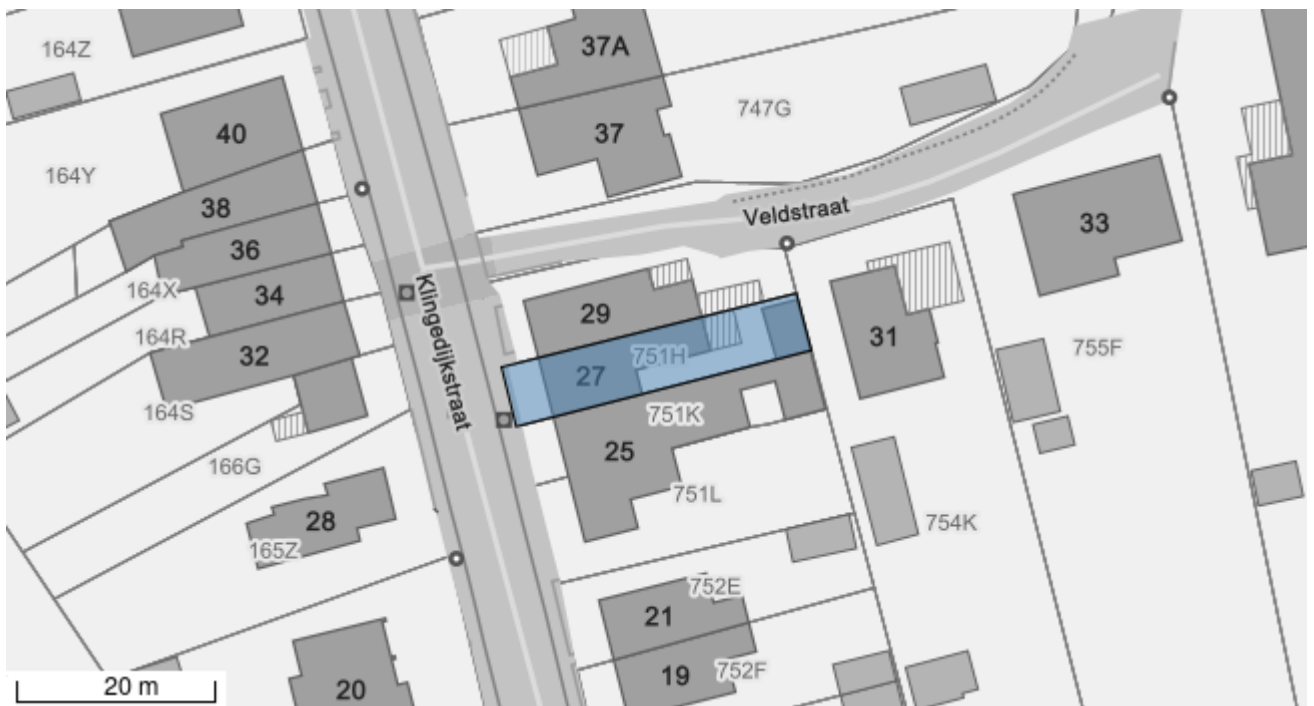 164Z
37A
40
37
747G
164Y
38
Veldstraat
33
36
164X
34
29
Klingedijkstraat
31
164R
32
27
751H
755F
164S
751K
25
166G
751L
28
754K
165Z
752E
21
752F
19
20
20 m